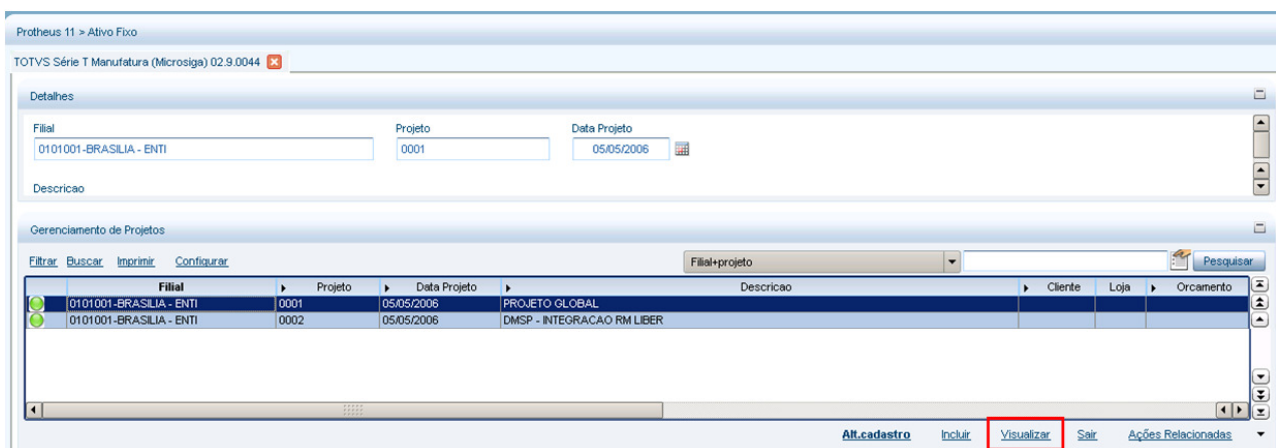 Protheus 11 > Ativo Fixo
TOTVS Série T Manufatura (Microsiga) 02.9.0044
Detalhes
Filial Projeto Data Projeto
0101001-BRASILIA - ENTI 0001 05/05/2006
Descricao
Gerenciamento de Projetos
Filtrar Buscar Imprimir Configurar Filial+projeto Pesquisar
Filial Projeto Data Projeto Descricao Cliente Loja Orcamento
0101001-BRASILIA - ENTI 0001 05/05/2006 PROJETO GLOBAL
0101001-BRASILIA - ENTI 0002 05/05/2006 DMSP - INTEGRACAO RM LIBER
Alt.cadastro Incluir Visualizar Sair Ações Relacionadas